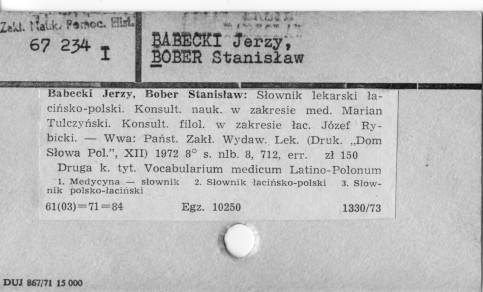 Zakł. Nauk. Pomoc. Hist.
67 234 I
BABECKI Jerzy,
BOBER Stanisław
Babecki Jerzy, Bober Stanisław: Słownik lekarski ła-
cińsko-polski. Konsult. nauk. w zakresie med. Marian
Tulczyński. Konsult. filol. w zakresie łac. Józef Ry-
bicki. — Wwa: Państ. Zakł. Wydaw. Lek. (Druk. „Dom
Słowa Pol.”, XII) 1972 8° s. nlb. 8, 712, err. zł 150
Druga k. tyt. Vocabularium medicum Latino-Polonum
1. Medycyna — słownik 2. Słownik łacińsko-polski 3. Słow-
nik polsko-łaciński
61(03)=71=84 Egz. 10250 1330/73
DUJ 867/71 15 000